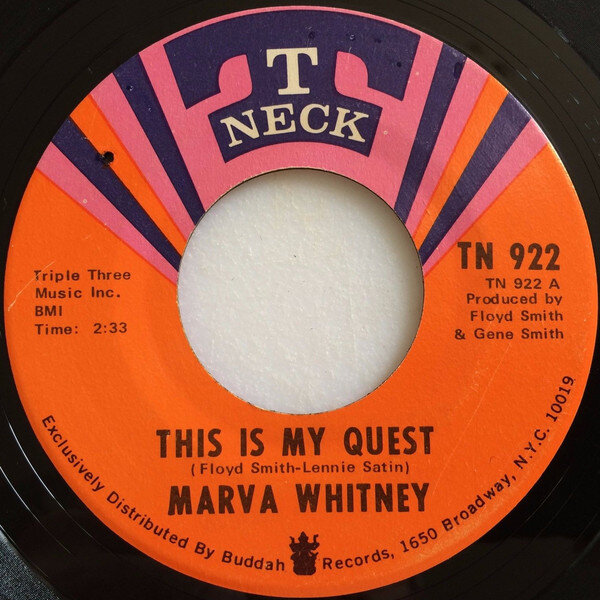 T
NECK
Triple Three
Music Inc.
BMI
Time: 2:33
TN 922
TN 922 A
Produced by
Floyd Smith
& Gene Smith
THIS IS MY QUEST
(Floyd Smith-Lennie Satin)
MARVA WHITNEY
Exclusively Distributed By Buddah Records, 1650 Broadway, N.Y.C. 10019